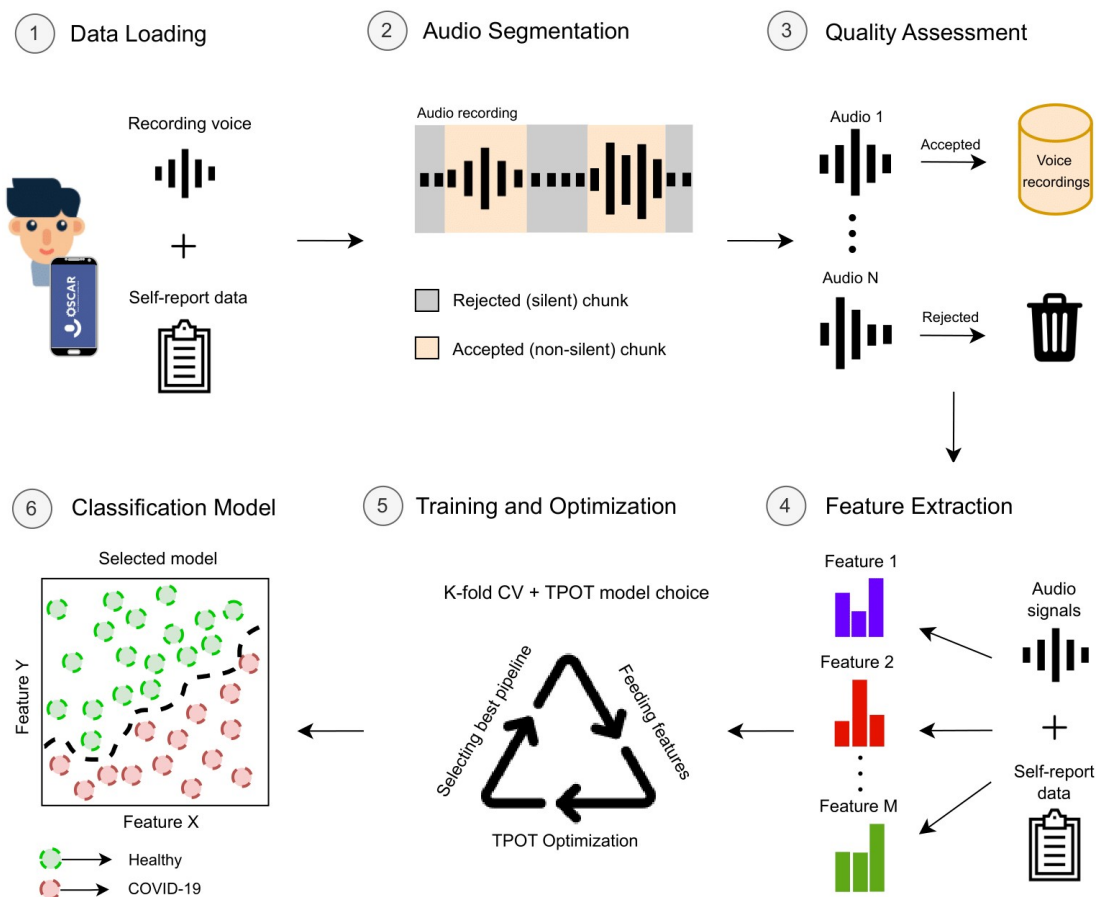 1 Data Loading
Recording voice
+
Self-report data
OSCAR
2 Audio Segmentation
Audio recording
Rejected (silent) chunk
Accepted (non-silent) chunk
3 Quality Assessment
Audio 1
Accepted
Voice
recordings
Audio N
Rejected
4 Feature Extraction
Feature 1
Feature 2
Feature M
Audio
signals
+
Self-report
data
5 Training and Optimization
K-fold CV + TPOT model choice
Selecting best pipeline
Feeding features
TPOT Optimization
6 Classification Model
Selected model
Feature Y
Feature X
Healthy
COVID-19